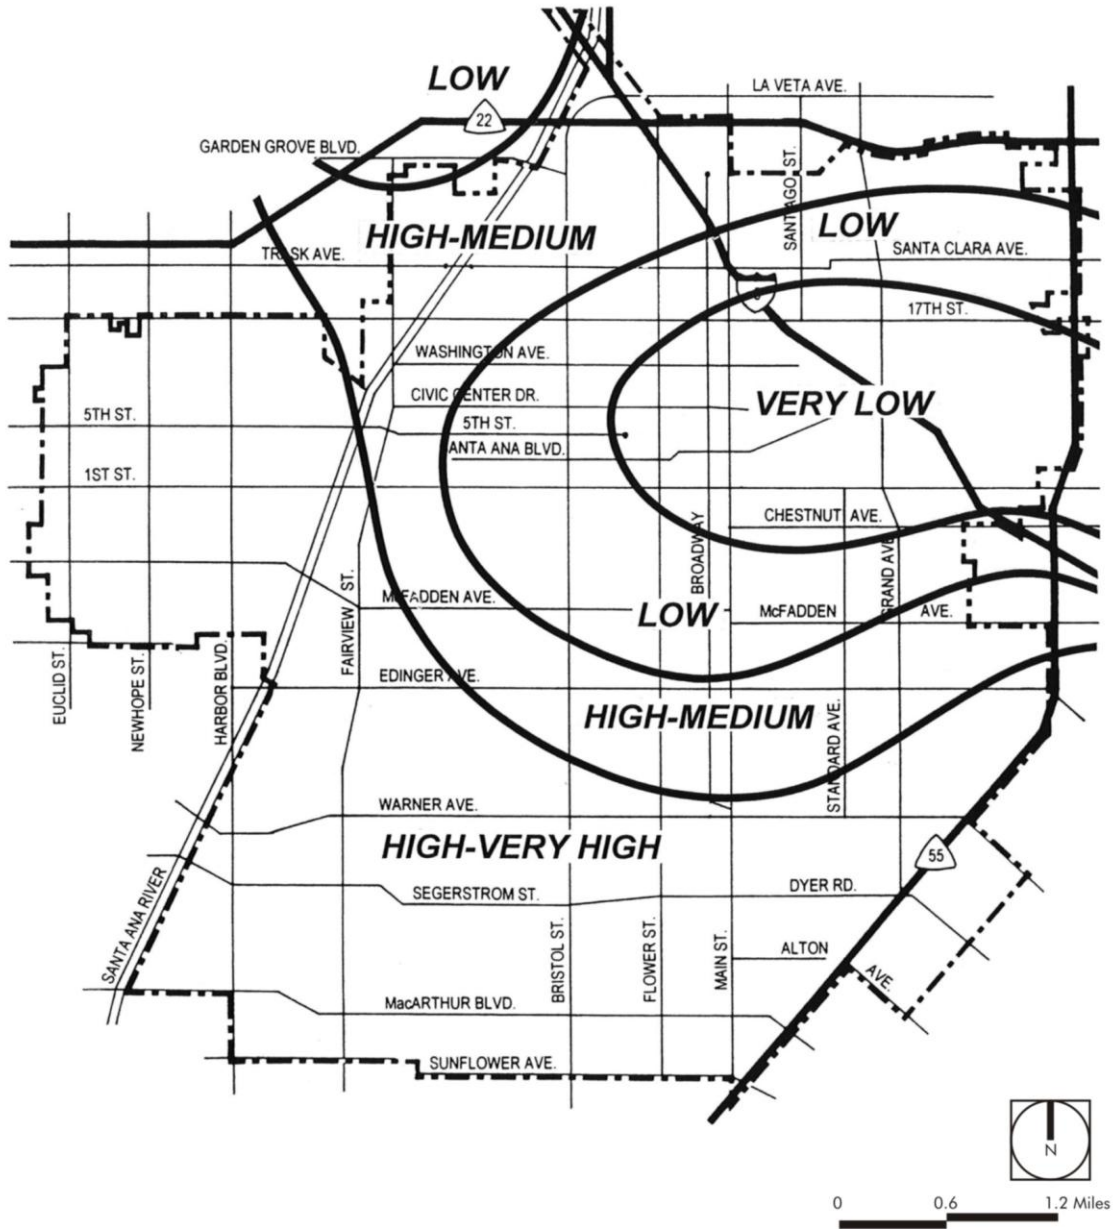 LOW
LA VETA AVE.
22
GARDEN GROVE BLVD.
SANTIAGO ST.
HIGH-MEDIUM
LOW
SANTA CLARA AVE.
TRASK AVE.
17TH ST.
WASHINGTON AVE.
CIVIC CENTER DR.
VERY LOW
5TH ST.
5TH ST.
ANTA ANA BLVD.
1ST ST.
CHESTNUT AVE.
BROADWAY
GRAND AVE.
FAIRVIEW ST.
McFADDEN AVE.
LOW
McFADDEN AVE.
EUCLID ST.
NEWHOPE ST.
HARBOR BLVD.
EDINGER AVE.
HIGH-MEDIUM
STANDARD AVE.
WARNER AVE.
HIGH-VERY HIGH
55
SEGERSTROM ST.
DYER RD.
SANTA ANA RIVER
BRISTOL ST.
FLOWER ST.
MAIN ST.
ALTON
AVE.
MacARTHUR BLVD.
SUNFLOWER AVE.
N
0 0.6 1.2 Miles